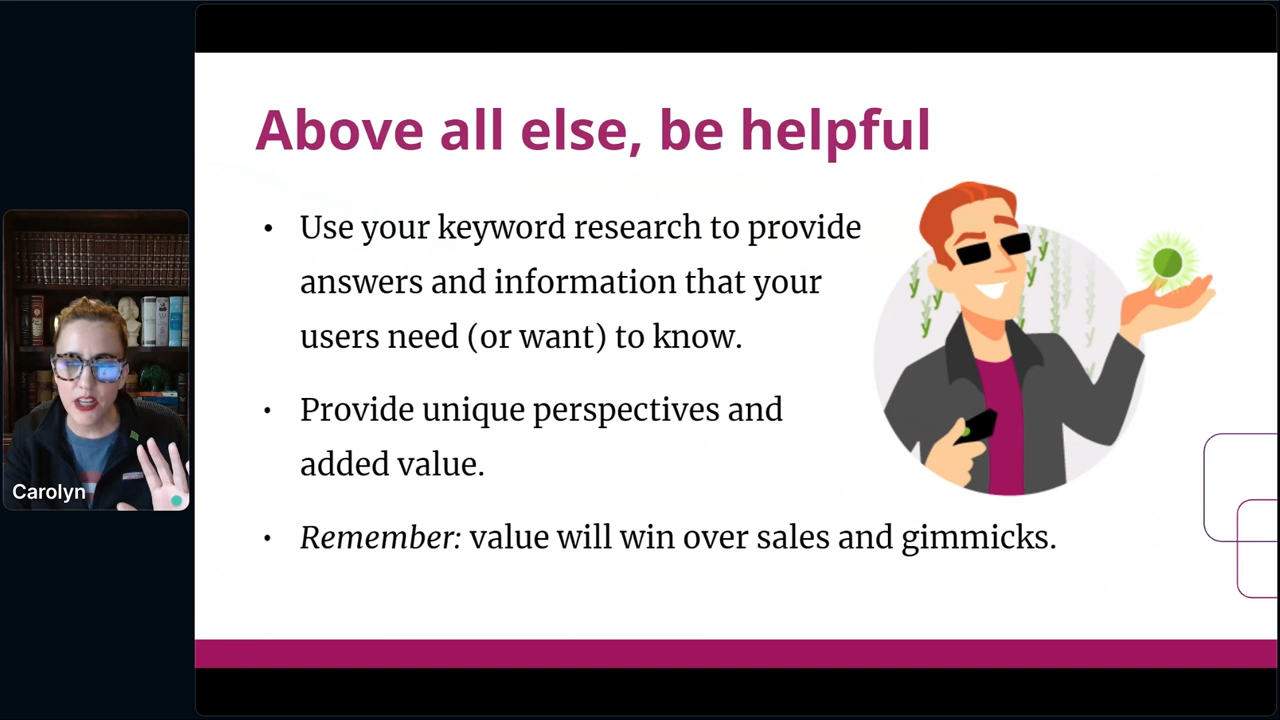 Above all else, be helpful
• Use your keyword research to provide
answers and information that your
users need (or want) to know.
• Provide unique perspectives and
added value.
• Remember: value will win over sales and gimmicks.
Carolyn